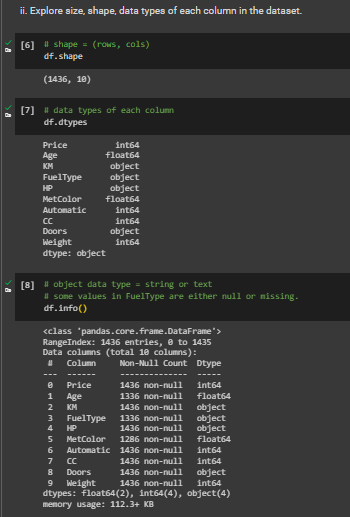 ii. Explore size, shape, data types of each column in the dataset.
[6] # shape = (rows, cols)
df.shape
(1436, 10)
[7] # data types of each column
df.dtypes
Price int64
Age float64
KM object
FuelType object
HP object
MetColor float64
Automatic int64
CC int64
Doors object
Weight int64
dtype: object
[8] # object data type = string or text
# some values in FuelType are either null or missing.
df.info()
<class 'pandas.core.frame.DataFrame'>
RangeIndex: 1436 entries, 0 to 1435
Data columns (total 10 columns):
# Column Non-Null Count Dtype
--- ------ -------------- -----
0 Price 1436 non-null int64
1 Age 1336 non-null float64
2 KM 1436 non-null object
3 FuelType 1336 non-null object
4 HP 1436 non-null object
5 MetColor 1286 non-null float64
6 Automatic 1436 non-null int64
7 CC 1436 non-null int64
8 Doors 1436 non-null object
9 Weight 1436 non-null int64
dtypes: float64(2), int64(4), object(4)
memory usage: 112.3+ KB